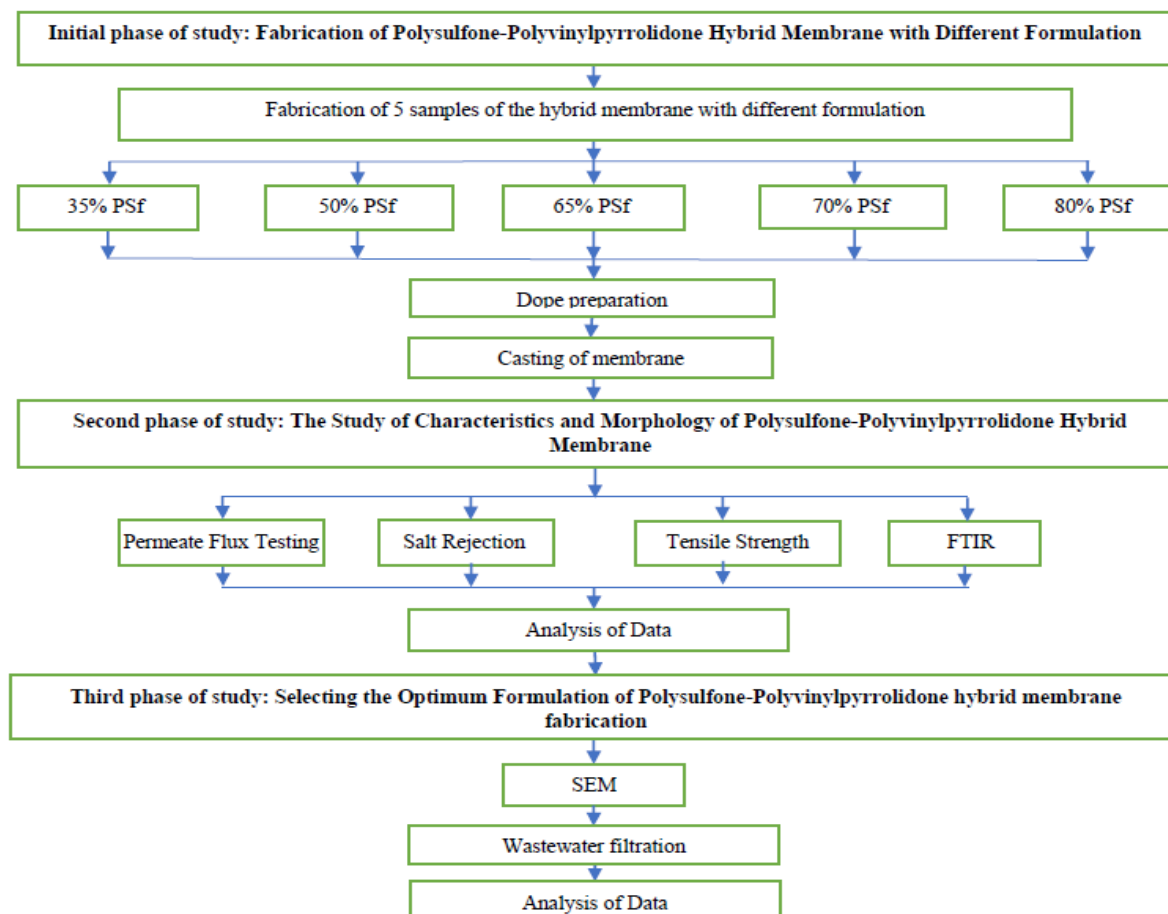 Initial phase of study: Fabrication of Polysulfone-Polyvinylpyrrolidone Hybrid Membrane with Different Formulation
Fabrication of 5 samples of the hybrid membrane with different formulation
35% PSf
50% PSf
65% PSf
70% PSf
80% PSf
Dope preparation
Casting of membrane
Second phase of study: The Study of Characteristics and Morphology of Polysulfone-Polyvinylpyrrolidone Hybrid
Membrane
Permeate Flux Testing
Salt Rejection
Tensile Strength
FTIR
Analysis of Data
Third phase of study: Selecting the Optimum Formulation of Polysulfone-Polyvinylpyrrolidone hybrid membrane
fabrication
SEM
Wastewater filtration
Analysis of Data